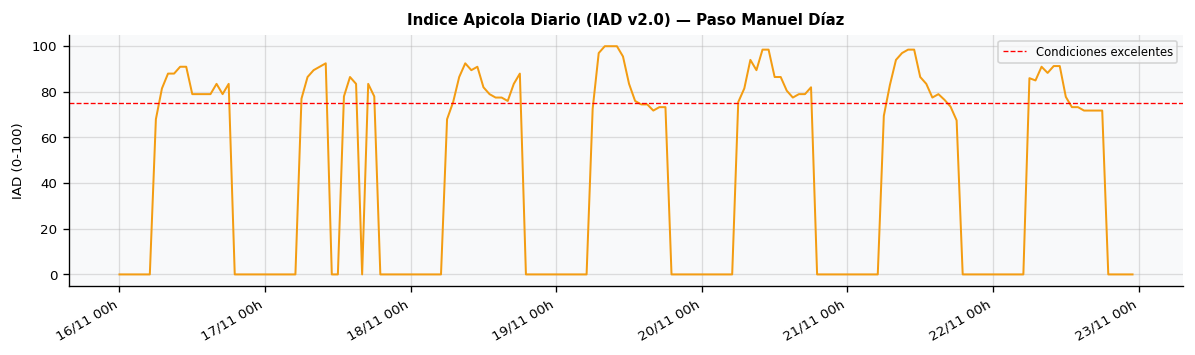 Indice Apicola Diario (IAD v2.0) — Paso Manuel Díaz
Condiciones excelentes
IAD (0-100)
100
80
60
40
20
0
16/11 00h
17/11 00h
18/11 00h
19/11 00h
20/11 00h
21/11 00h
22/11 00h
23/11 00h